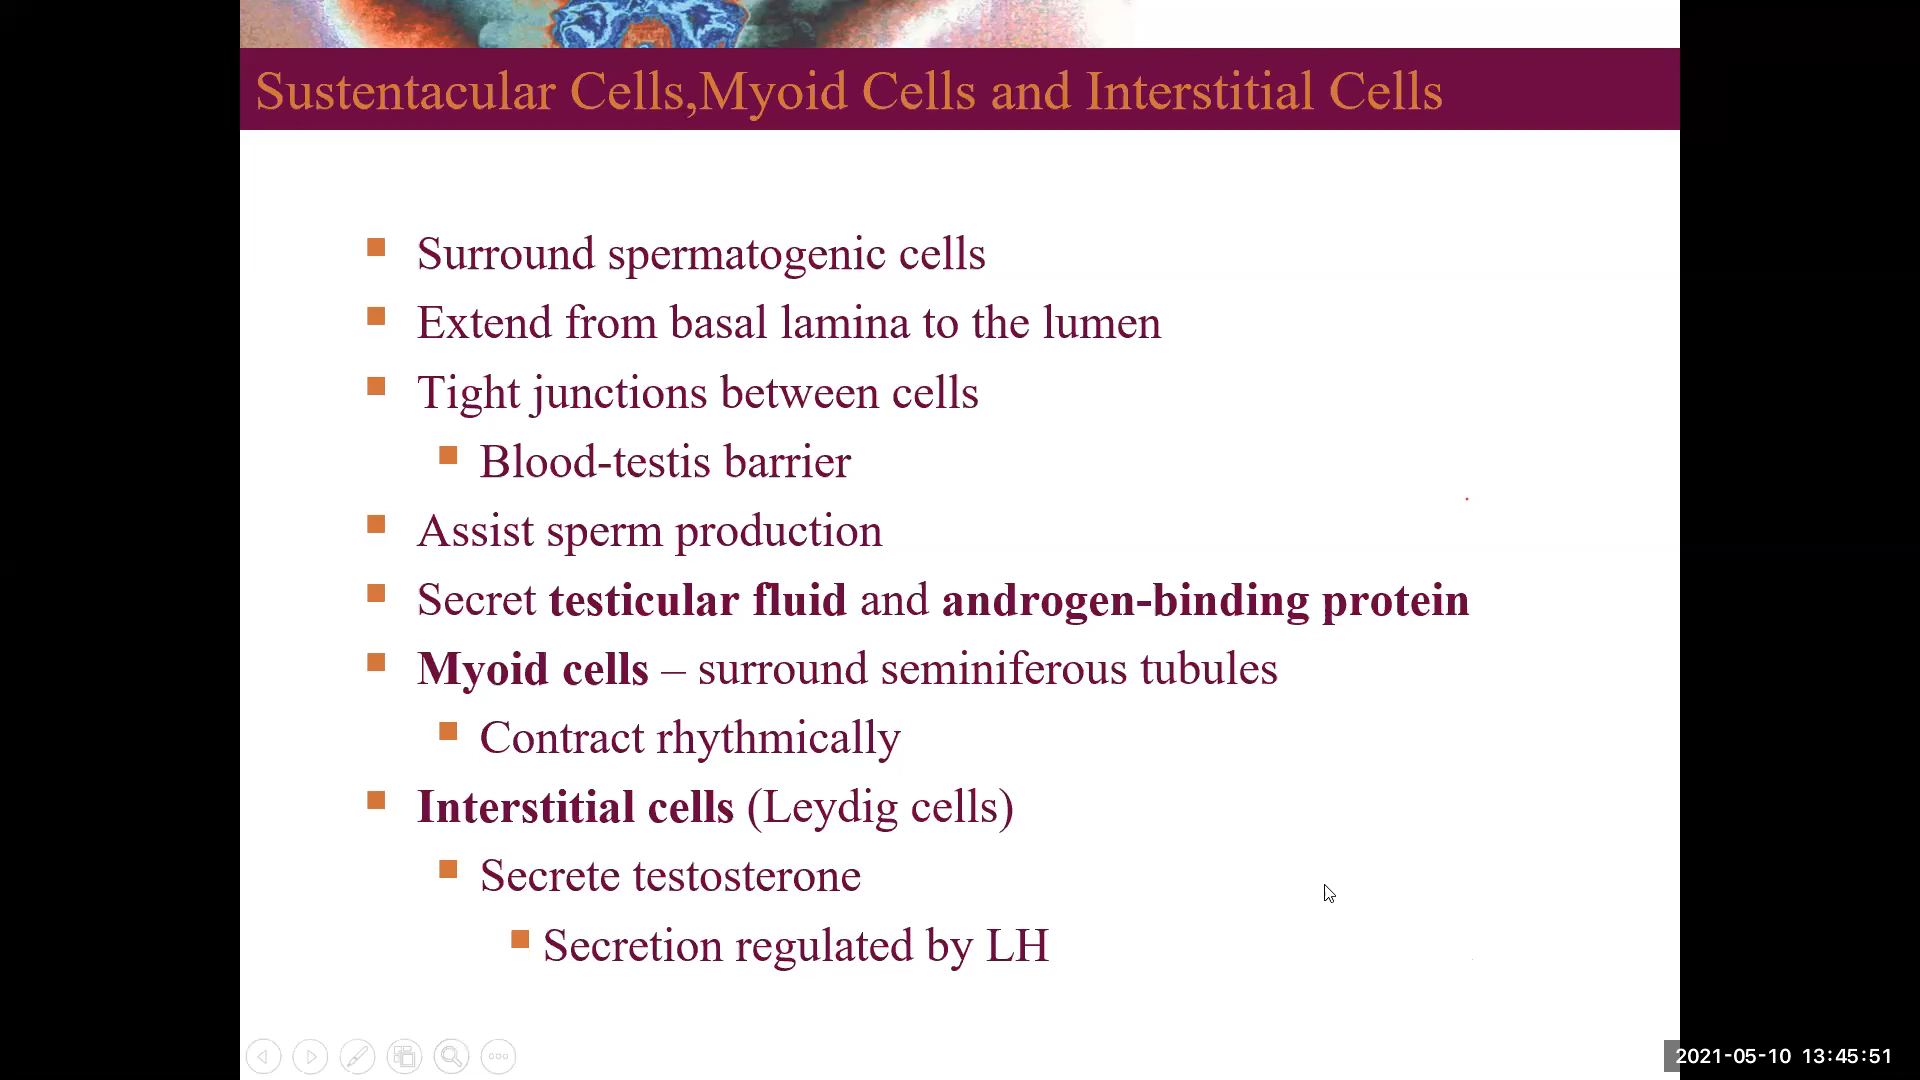 Sustentacular Cells,Myoid Cells and Interstitial Cells
Surround spermatogenic cells
Extend from basal lamina to the lumen
Tight junctions between cells
Blood-testis barrier
Assist sperm production
Secret testicular fluid and androgen-binding protein
Myoid cells – surround seminiferous tubules
Contract rhythmically
Interstitial cells (Leydig cells)
Secrete testosterone
Secretion regulated by LH
2021-05-10 13:45:51